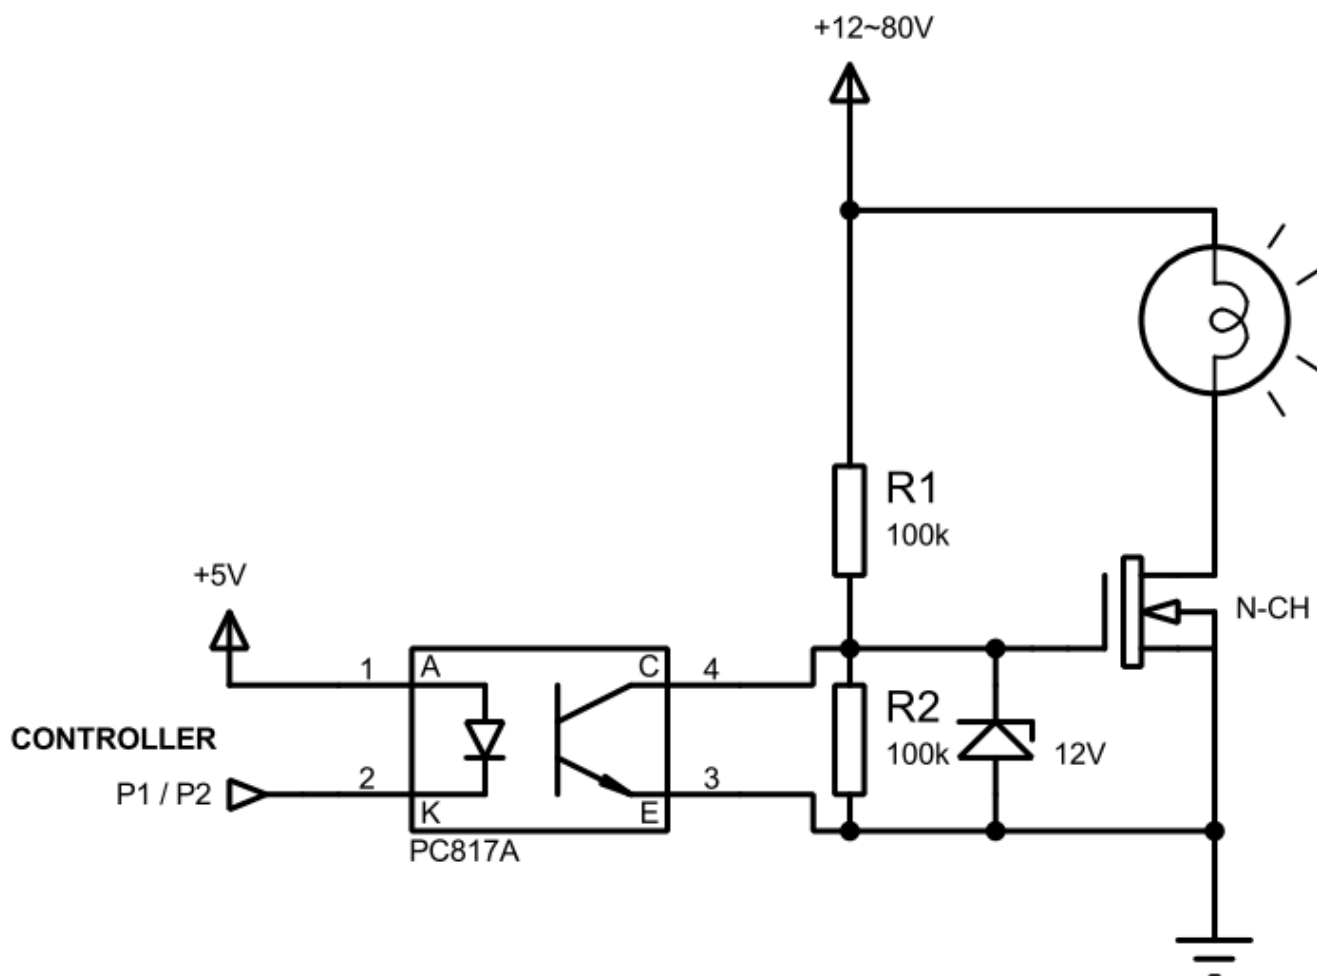 +12~80V
R1
100k
+5V
N-CH
1
A
C
4
R2
100k
12V
CONTROLLER
P1 / P2
2
K
E
3
PC817A